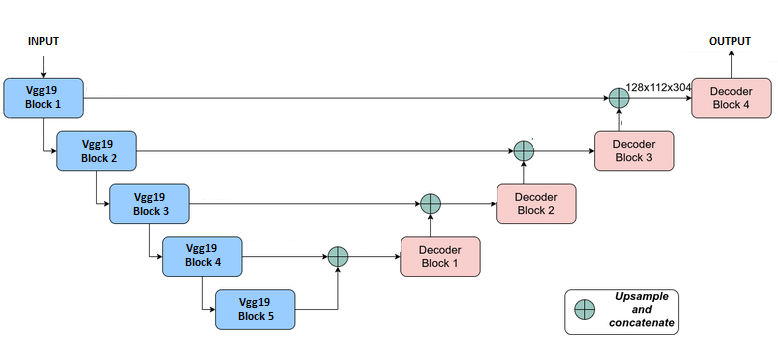 INPUT
OUTPUT
Vgg19
Block 1
128x112x304
Decoder
Block 4
Vgg19
Block 2
Decoder
Block 3
Vgg19
Block 3
Decoder
Block 2
Vgg19
Block 4
Decoder
Block 1
Vgg19
Block 5
Upsample
and
concatenate